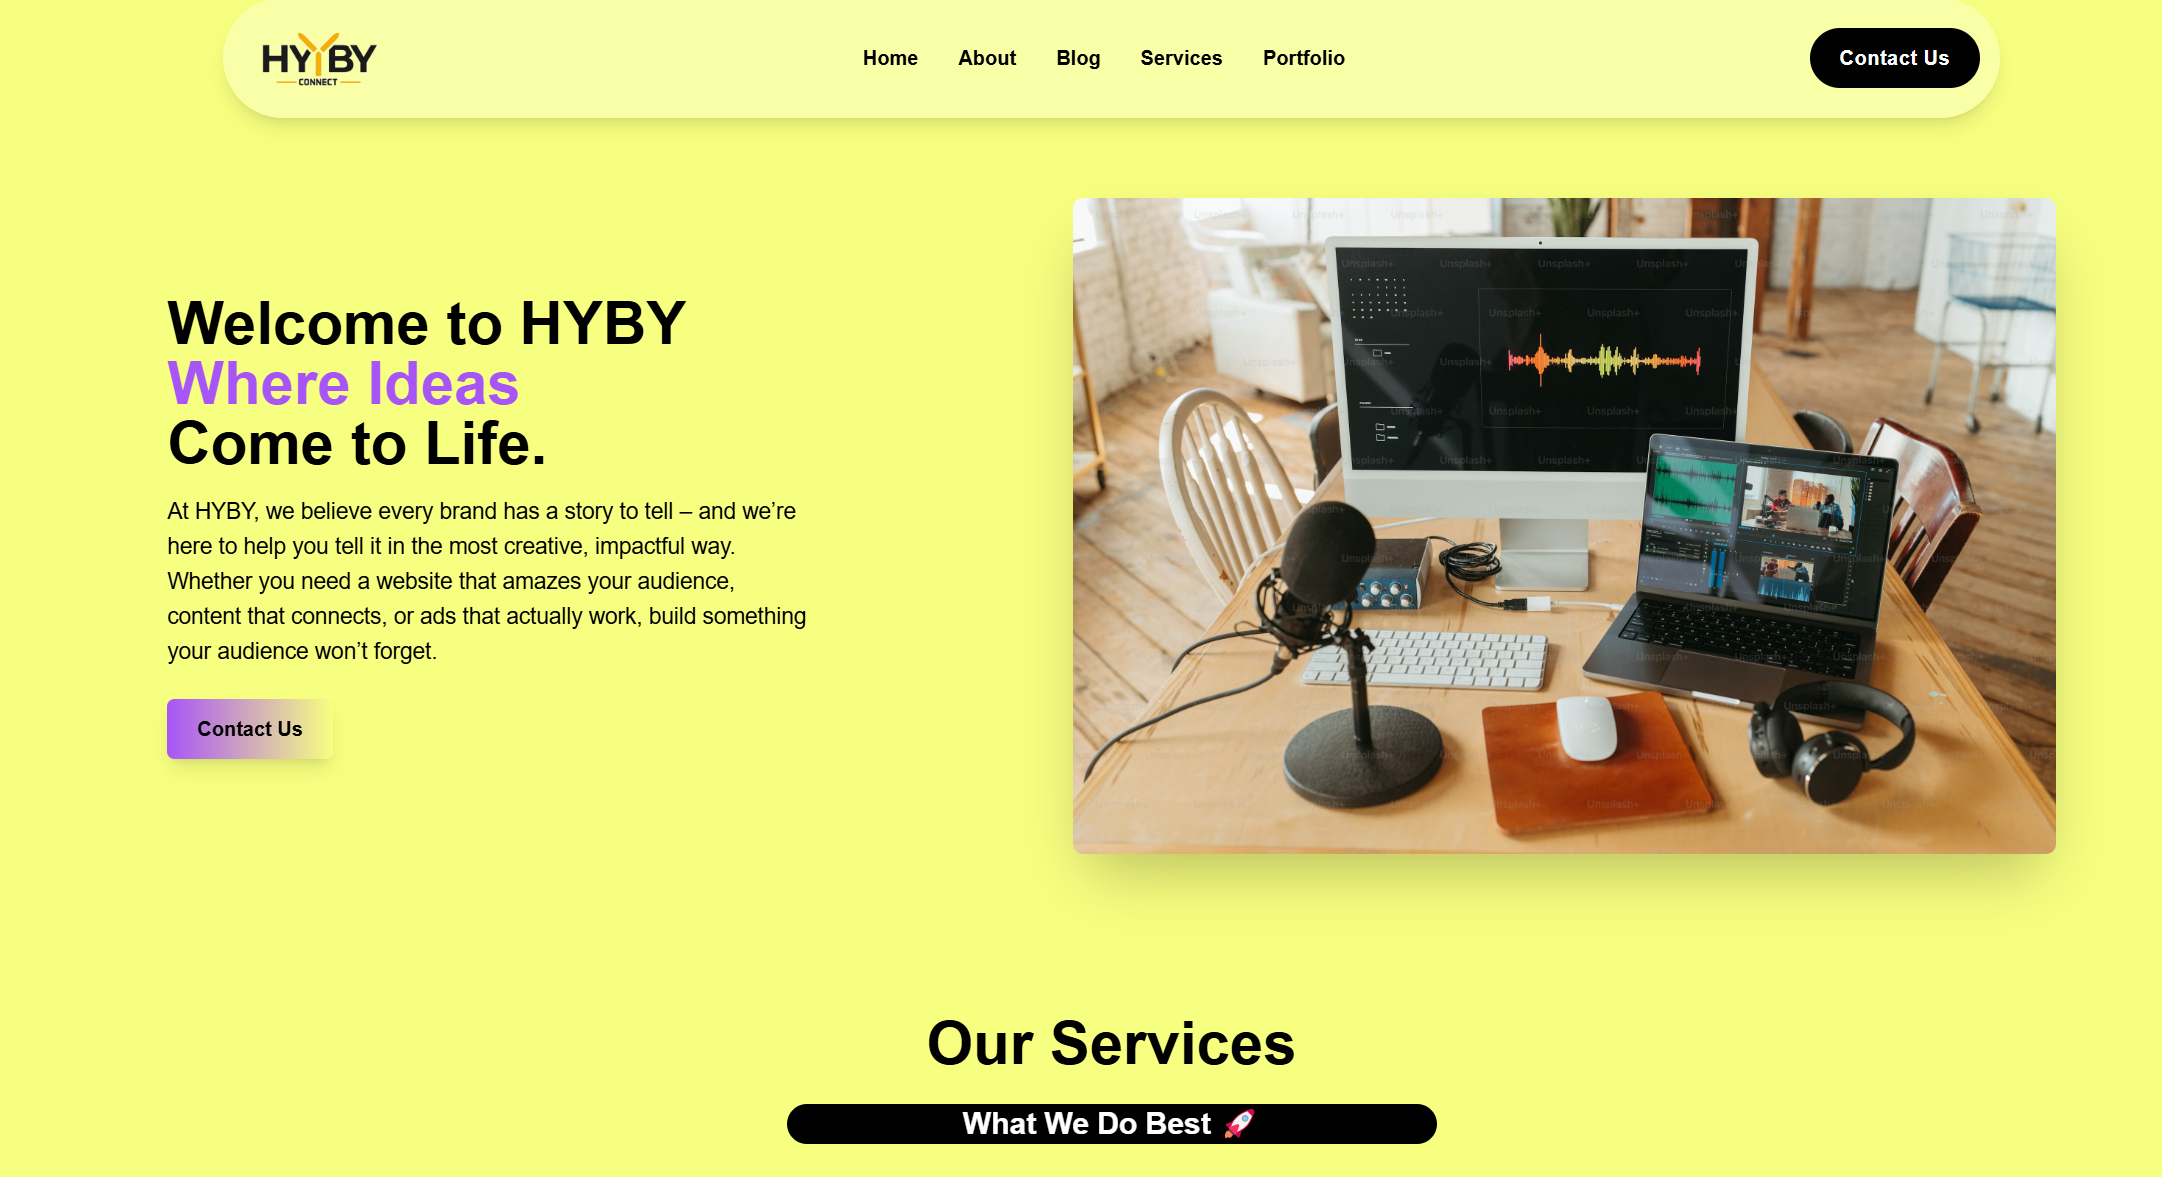 HYBY
CONNECT
Home
About
Blog
Services
Portfolio
Contact Us
Welcome to HYBY
Where Ideas
Come to Life.
At HYBY, we believe every brand has a story to tell – and we’re
here to help you tell it in the most creative, impactful way.
Whether you need a website that amazes your audience,
content that connects, or ads that actually work, build something
your audience won’t forget.
Contact Us
Unsplash+
Our Services
What We Do Best 🚀